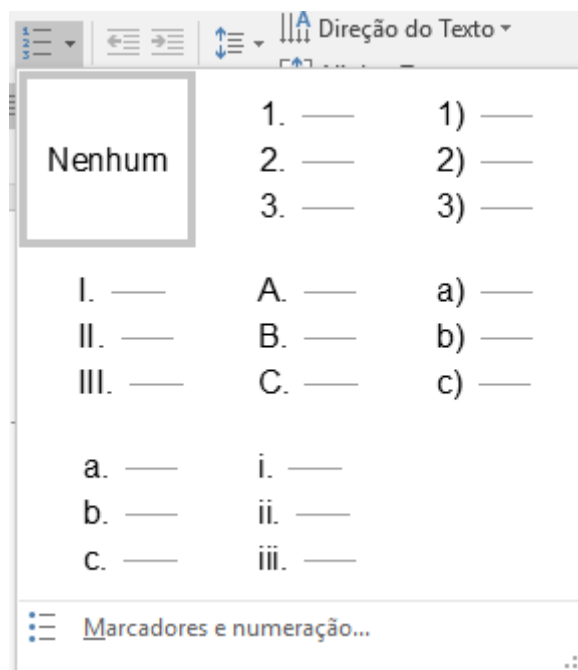 Direção do Texto
Nenhum
1.
2.
3.
1)
2)
3)
I.
II.
III.
A.
B.
C.
a)
b)
c)
a.
b.
c.
i.
ii.
iii.
Marcadores e numeração...